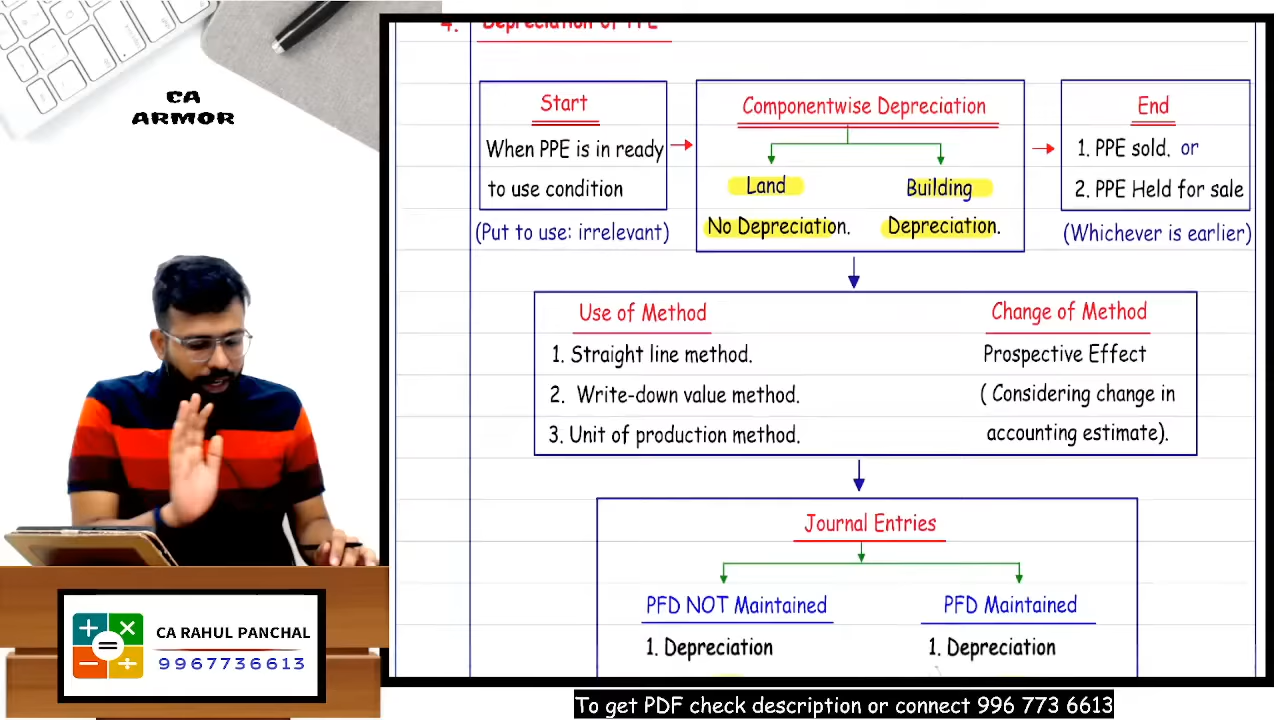 CA
ARMOR
4. Depreciation of PPE
Start
When PPE is in ready
to use condition
(Put to use: irrelevant)
Componentwise Depreciation
Land
Building
No Depreciation.
Depreciation.
End
1. PPE sold. or
2. PPE Held for sale
(Whichever is earlier)
Use of Method
1. Straight line method.
2. Write-down value method.
3. Unit of production method.
Change of Method
Prospective Effect
( Considering change in
accounting estimate).
Journal Entries
PFD NOT Maintained
PFD Maintained
1. Depreciation
1. Depreciation
CA RAHUL PANCHAL
9967736613
To get PDF check description or connect 996 773 6613